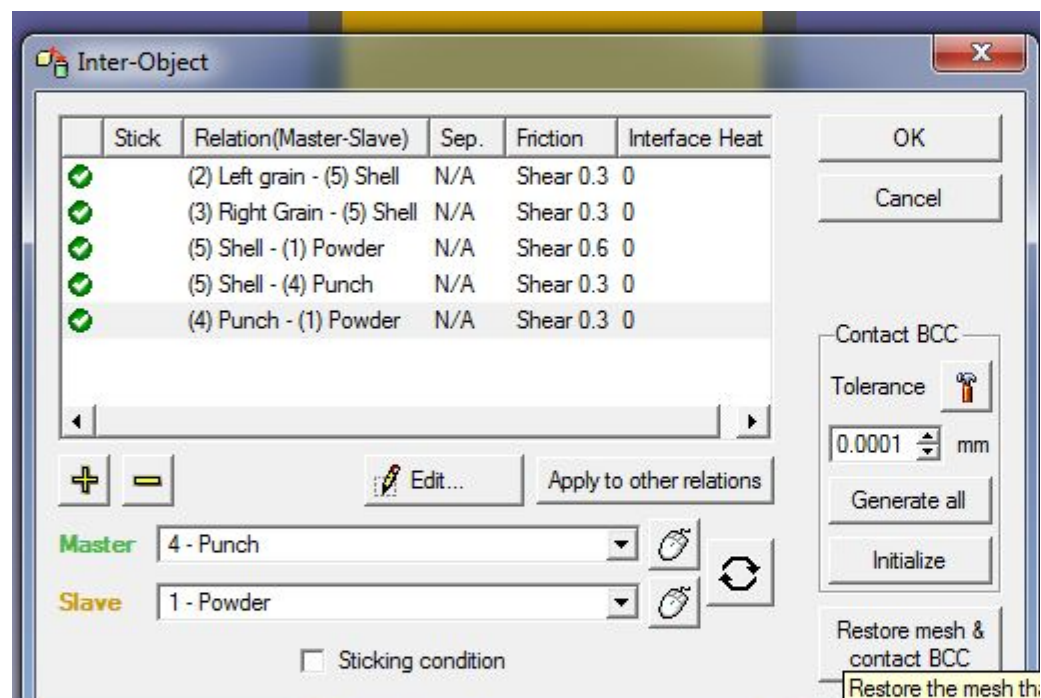 Inter-Object
Stick Relation(Master-Slave) Sep. Friction Interface Heat
(2) Left grain - (5) Shell N/A Shear 0.3 0
(3) Right Grain - (5) Shell N/A Shear 0.3 0
(5) Shell - (1) Powder N/A Shear 0.6 0
(5) Shell - (4) Punch N/A Shear 0.3 0
(4) Punch - (1) Powder N/A Shear 0.3 0
Edit...
Apply to other relations
Master 4 - Punch
Slave 1 - Powder
Sticking condition
OK
Cancel
Contact BCC
Tolerance
0.0001 mm
Generate all
Initialize
Restore mesh &
contact BCC
Restore the mesh